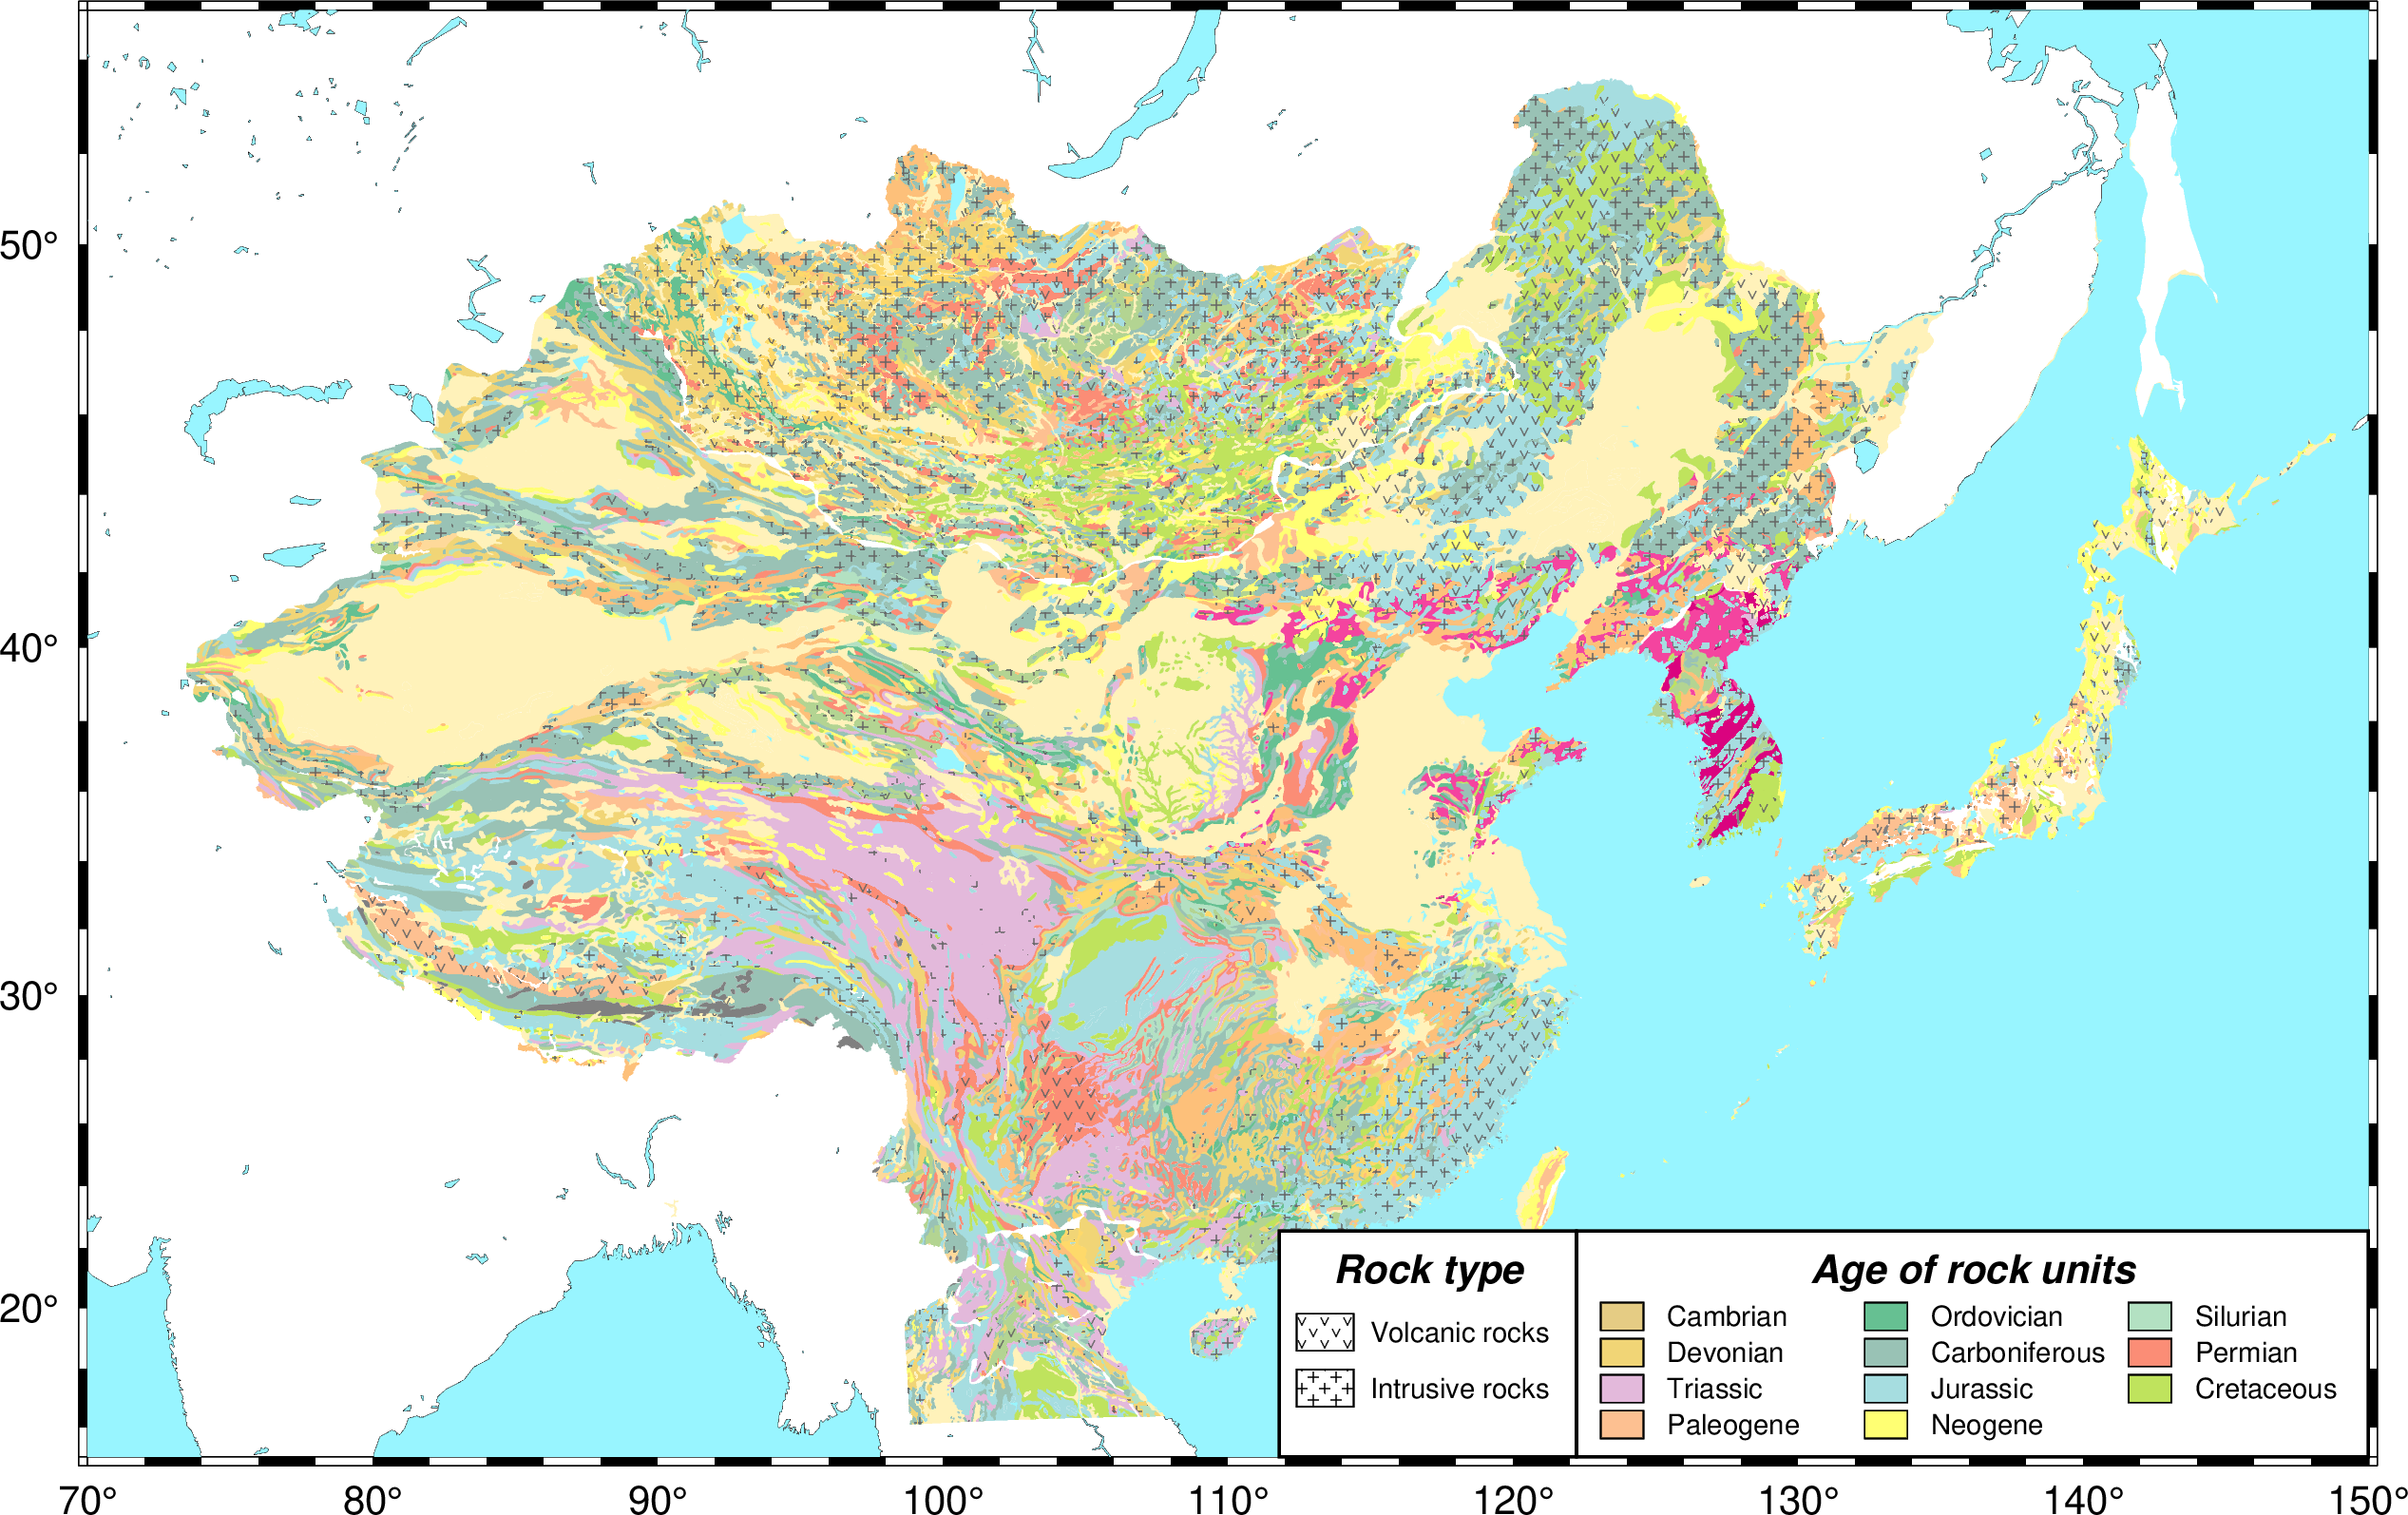 50°
40°
30°
20°
Rock type
Volcanic rocks
Intrusive rocks
Age of rock units
Cambrian Ordovician Silurian
Devonian Carboniferous Permian
Triassic Jurassic Cretaceous
Paleogene Neogene
70° 80° 90° 100° 110° 120° 130° 140° 150°